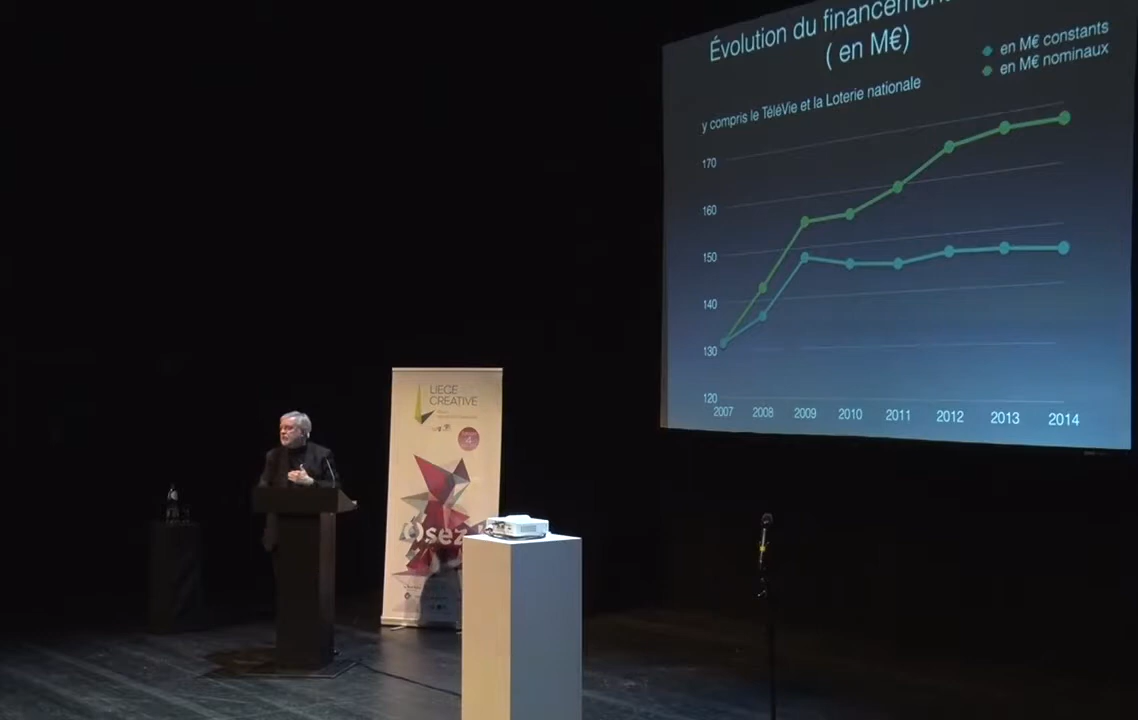 Évolution du financement
( en M€)
en M€ constants
en M€ nominaux
y compris le TéléVie et la Loterie nationale
170
160
150
140
130
120
2007 2008 2009 2010 2011 2012 2013 2014
LIEGE
CREATIVE
Osez